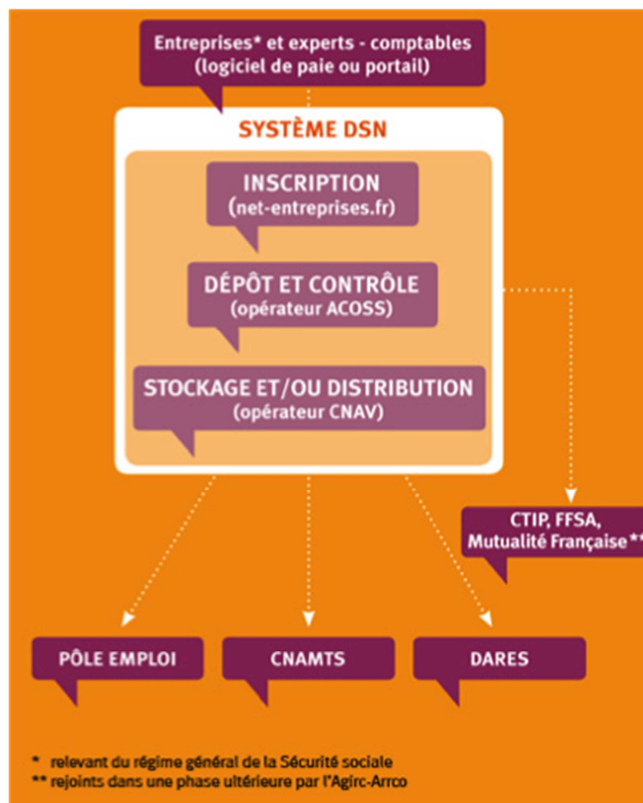 Entreprises* et experts - comptables
(logiciel de paie ou portail)
SYSTÈME DSN
INSCRIPTION
(net-entreprises.fr)
DÉPÔT ET CONTRÔLE
(opérateur ACOSS)
STOCKAGE ET/OU DISTRIBUTION
(opérateur CNAV)
CTIP, FFSA,
Mutualité Française**
PÔLE EMPLOI
CNAMTS
DARES
* relevant du régime général de la Sécurité sociale
** rejoints dans une phase ultérieure par l'Agirc-Arrco